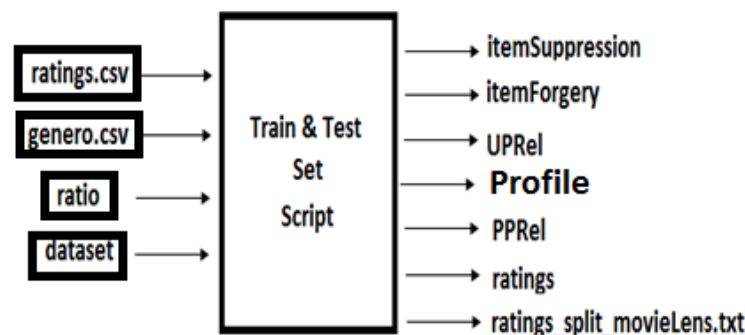 ratings.csv
genero.csv
ratio
dataset
Train & Test
Set
Script
itemSuppression
itemForgery
UPRel
Profile
PPRel
ratings
ratings_split_movieLens.txt